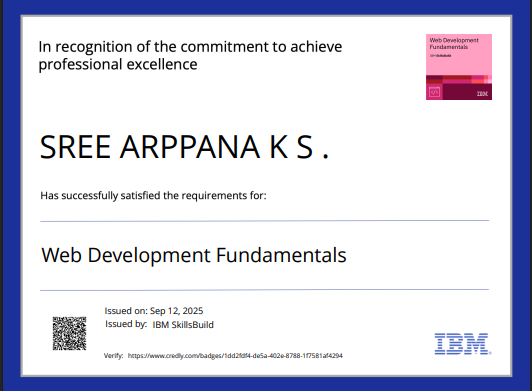 In recognition of the commitment to achieve
professional excellence
Web Development
Fundamentals
IBM SkillsBuild
IBM
SREE ARPPANA K S .
Has successfully satisfied the requirements for:
Web Development Fundamentals
Issued on: Sep 12, 2025
Issued by: IBM SkillsBuild
Verify: https://www.credly.com/badges/1dd2fdf4-de5a-402e-8788-1f7581af4294
IBM